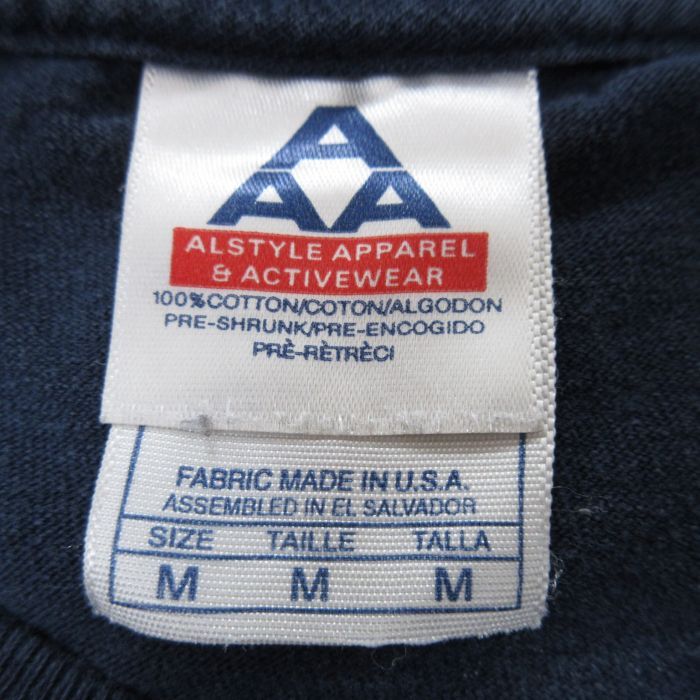 A
AA
ALSTYLE APPAREL
& ACTIVEWEAR
100%COTTON/COTON/ALGODON
PRE-SHRUNK/PRE-ENCOGIDO
PRÈ-RÈTRÈCI
FABRIC MADE IN U.S.A.
ASSEMBLED IN EL SALVADOR
SIZE TAILLE TALLA
M M M